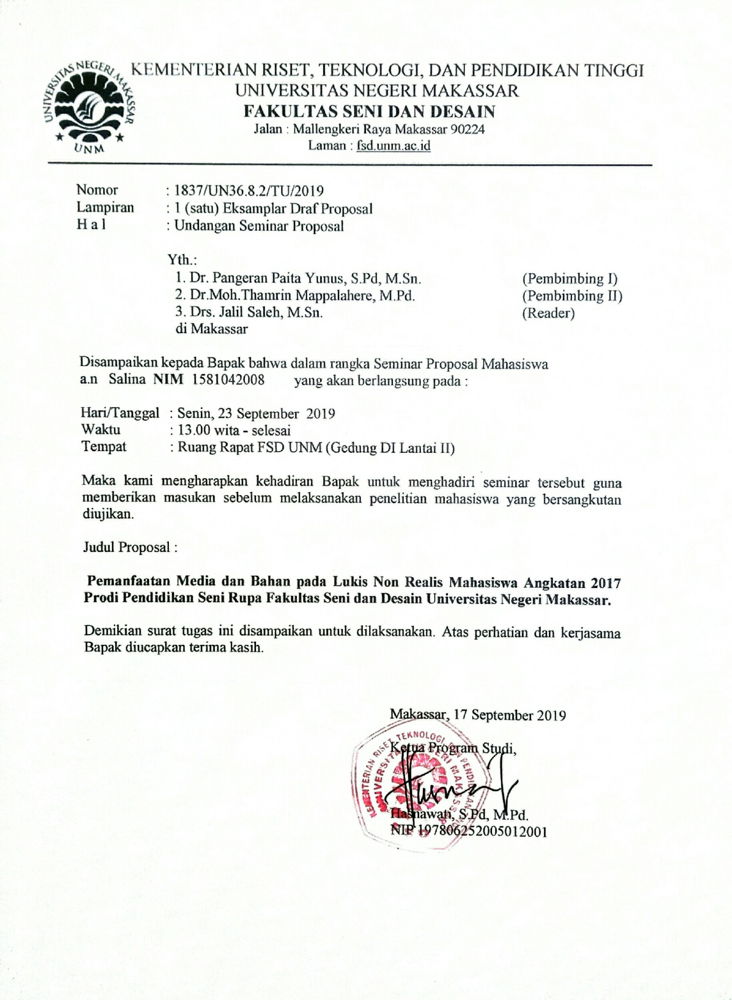 UNIVERSITAS NEGERI MAKASSAR
UNM
KEMENTERIAN RISET, TEKNOLOGI, DAN PENDIDIKAN TINGGI
UNIVERSITAS NEGERI MAKASSAR
FAKULTAS SENI DAN DESAIN
Jalan : Mallengkeri Raya Makassar 90224
Laman : fsd.unm.ac.id
Nomor : 1837/UN36.8.2/TU/2019
Lampiran : 1 (satu) Eksamplar Draf Proposal
H a l : Undangan Seminar Proposal
Yth.:
1. Dr. Pangeran Paita Yunus, S.Pd, M.Sn. (Pembimbing I)
2. Dr.Moh.Thamrin Mappalahere, M.Pd. (Pembimbing II)
3. Drs. Jalil Saleh, M.Sn. (Reader)
di Makassar
Disampaikan kepada Bapak bahwa dalam rangka Seminar Proposal Mahasiswa
a.n Salina NIM 1581042008 yang akan berlangsung pada :
Hari/Tanggal : Senin, 23 September 2019
Waktu : 13.00 wita - selesai
Tempat : Ruang Rapat FSD UNM (Gedung DI Lantai II)
Maka kami mengharapkan kehadiran Bapak untuk menghadiri seminar tersebut guna
memberikan masukan sebelum melaksanakan penelitian mahasiswa yang bersangkutan
diujikan.
Judul Proposal :
Pemanfaatan Media dan Bahan pada Lukis Non Realis Mahasiswa Angkatan 2017
Prodi Pendidikan Seni Rupa Fakultas Seni dan Desain Universitas Negeri Makassar.
Demikian surat tugas ini disampaikan untuk dilaksanakan. Atas perhatian dan kerjasama
Bapak diucapkan terima kasih.
Makassar, 17 September 2019
Ketua Program Studi,
KEMENTERIAN RISET, TEKNOLOGI, DAN PENDIDIKAN
UNIVERSITAS NEGERI MAKASSAR
Hasnawati, S.Pd, M.Pd.
NIP 197806252005012001